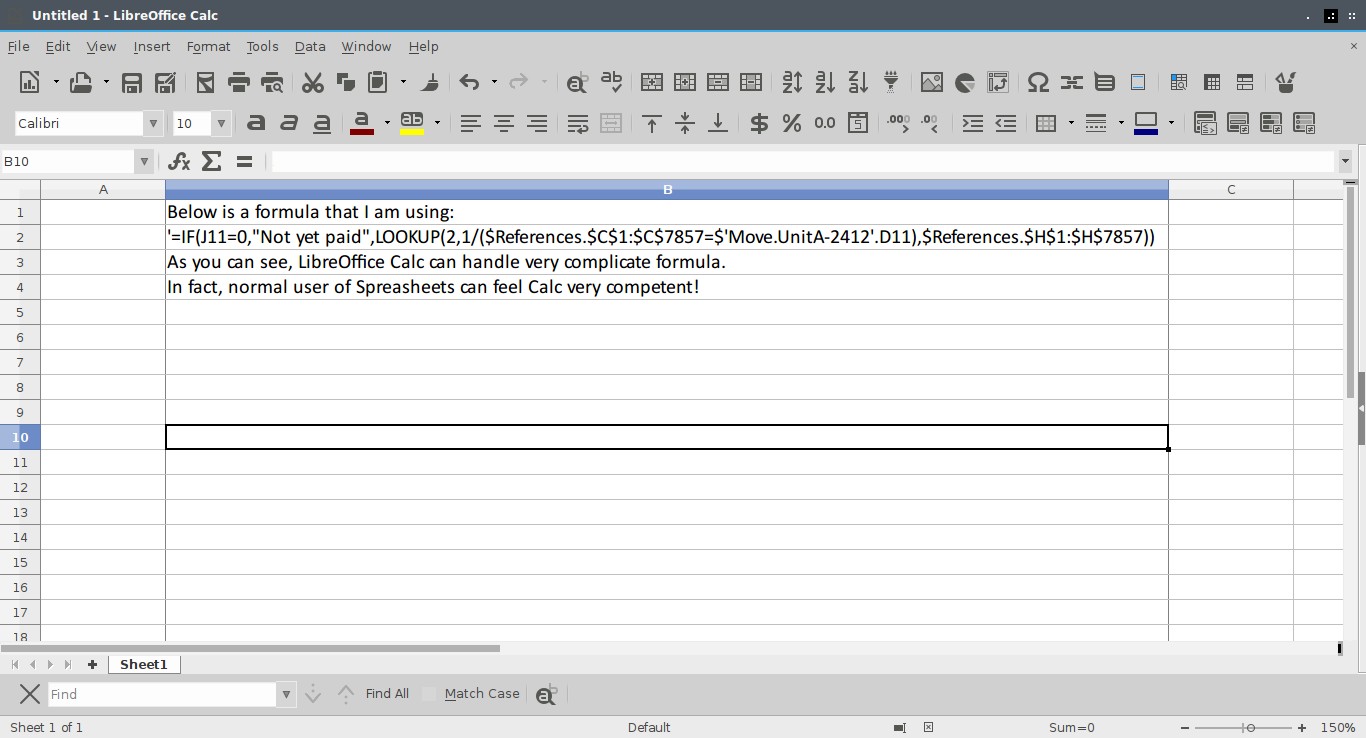 Untitled 1 - LibreOffice Calc
File Edit View Insert Format Tools Data Window Help
Calibri 10
B10
A B C
1 Below is a formula that I am using:
2 '=IF(J11=0,"Not yet paid",LOOKUP(2,1/($References.$C$1:$C$7857=$'Move.UnitA-2412'.D11),$References.$H$1:$H$7857))
3 As you can see, LibreOffice Calc can handle very complicate formula.
4 In fact, normal user of Spreasheets can feel Calc very competent!
5
6
7
8
9
10
11
12
13
14
15
16
17
18
Sheet1
Find Find All Match Case
Sheet 1 of 1 Default Sum=0 150%